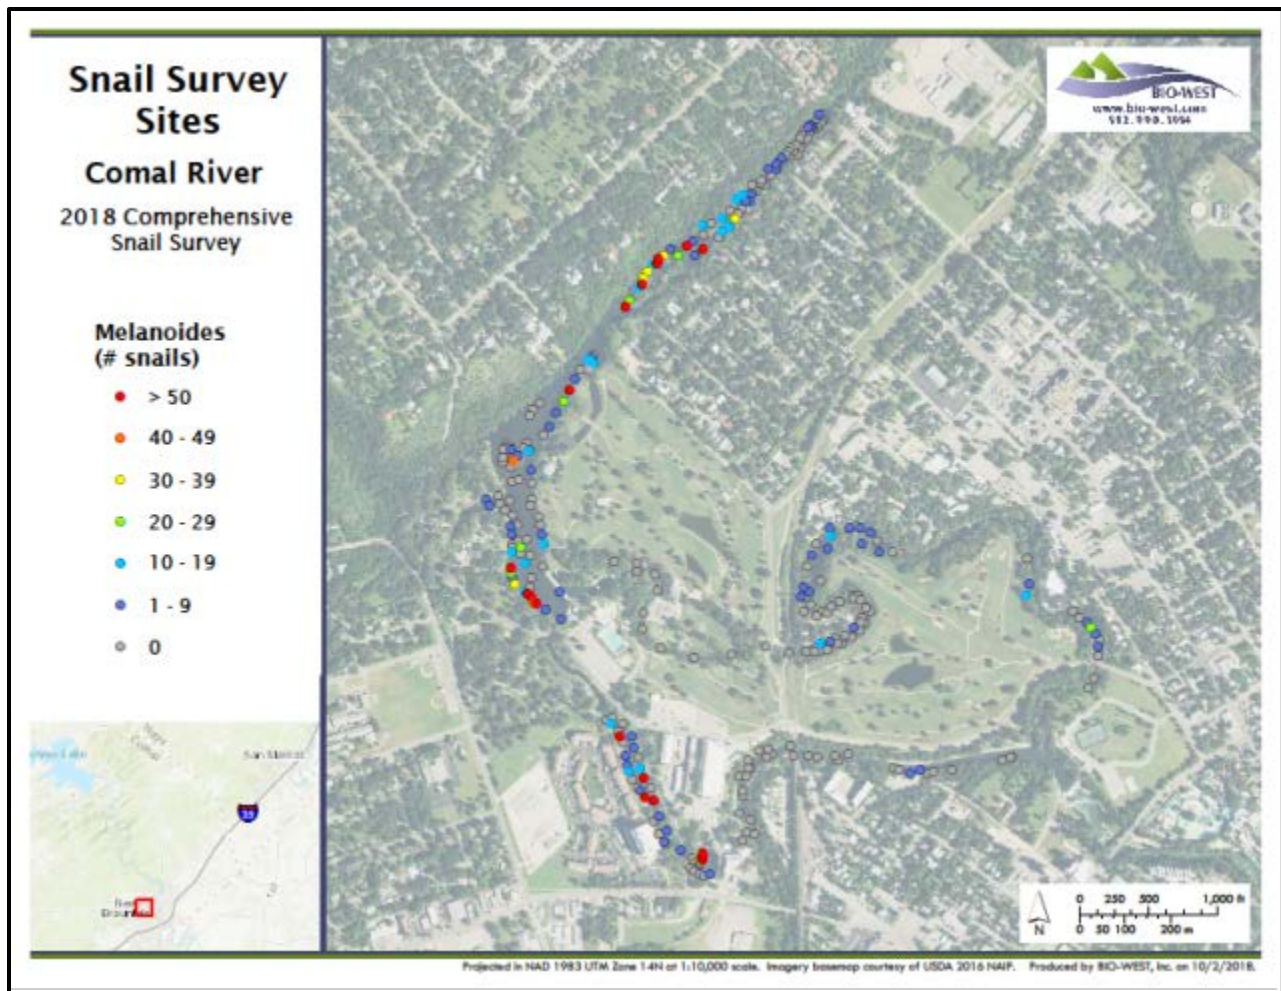 Snail Survey
Sites
Comal River
2018 Comprehensive
Snail Survey
Melanoides
(# snails)
> 50
40 - 49
30 - 39
20 - 29
10 - 19
1 - 9
0
BIO-WEST
www.bio-west.com
35
N
0 250 500 1,000 ft
0 50 100 200 m
Projected in NAD 1983 UTM Zone 14N at 1:10,000 scale. Imagery basemap courtesy of USDA 2016 NAIP. Produced by BIO-WEST, Inc. on 10/2/2018.